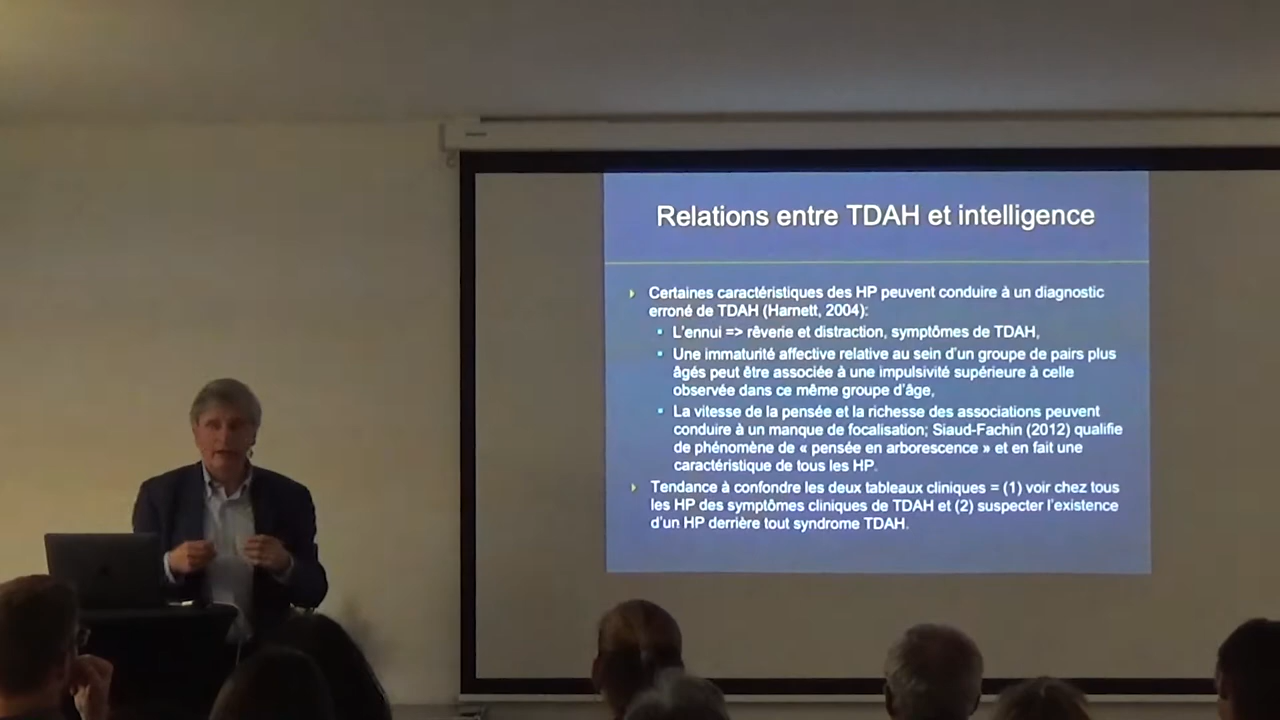 Relations entre TDAH et intelligence
Certaines caractéristiques des HP peuvent conduire à un diagnostic
erroné de TDAH (Harnett, 2004):
L'ennui => rêverie et distraction, symptômes de TDAH,
Une immaturité affective relative au sein d'un groupe de pairs plus
âgés peut être associée à une impulsivité supérieure à celle
observée dans ce même groupe d'âge,
La vitesse de la pensée et la richesse des associations peuvent
conduire à un manque de focalisation; Siaud-Fachin (2012) qualifie
de phénomène de « pensée en arborescence » et en fait une
caractéristique de tous les HP.
Tendance à confondre les deux tableaux cliniques = (1) voir chez tous
les HP des symptômes cliniques de TDAH et (2) suspecter l'existence
d'un HP derrière tout syndrome TDAH.